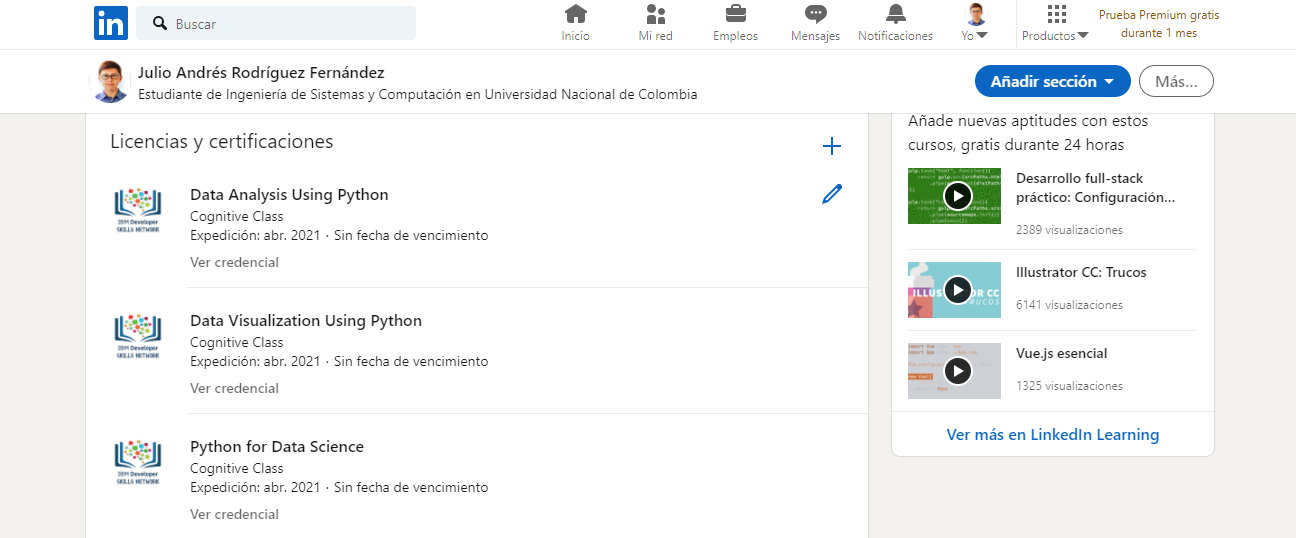 in
Buscar
Inicio
Mi red
Empleos
Mensajes
Notificaciones
Yo
Productos
Prueba Premium gratis
durante 1 mes
Julio Andrés Rodríguez Fernández
Estudiante de Ingeniería de Sistemas y Computación en Universidad Nacional de Colombia
Añadir sección
Más...
Licencias y certificaciones
IBM Developer
SKILLS NETWORK
Data Analysis Using Python
Cognitive Class
Expedición: abr. 2021 · Sin fecha de vencimiento
Ver credencial
IBM Developer
SKILLS NETWORK
Data Visualization Using Python
Cognitive Class
Expedición: abr. 2021 · Sin fecha de vencimiento
Ver credencial
IBM Developer
SKILLS NETWORK
Python for Data Science
Cognitive Class
Expedición: abr. 2021 · Sin fecha de vencimiento
Ver credencial
Añade nuevas aptitudes con estos
cursos, gratis durante 24 horas
Desarrollo full-stack
práctico: Configuración...
2389 visualizaciones
ILLUSTRATOR CC
TRUCOS
Illustrator CC: Trucos
6141 visualizaciones
Vue.js esencial
1325 visualizaciones
Ver más en LinkedIn Learning